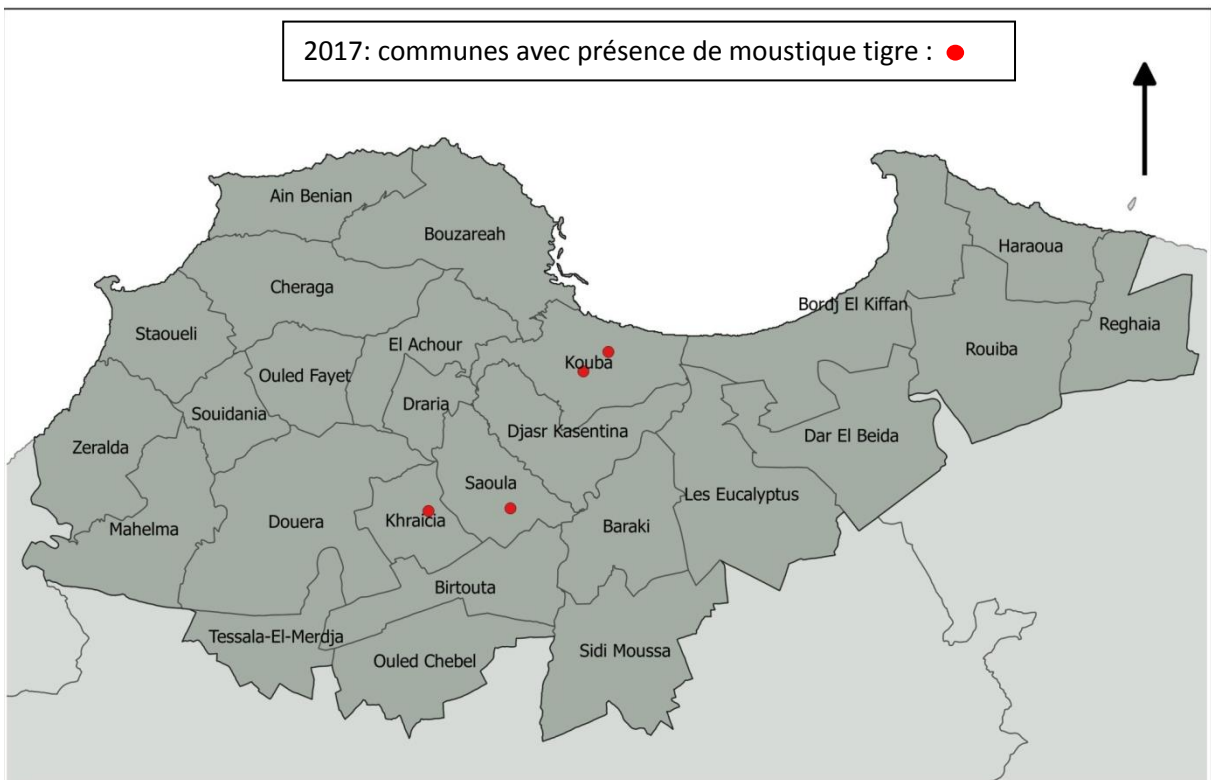 2017: communes avec présence de moustique tigre :
Ain Benian
Bouzareah
Haraoua
Cheraga
Bordj El Kiffan
Reghaia
Staoueli
El Achour
Rouiba
Kouba
Ouled Fayet
Draria
Souidania
Djasr Kasentina
Dar El Beida
Zeralda
Saoula
Les Eucalyptus
Mahelma
Douera
Khraicia
Baraki
Birtouta
Tessala-El-Merdja
Ouled Chebel
Sidi Moussa